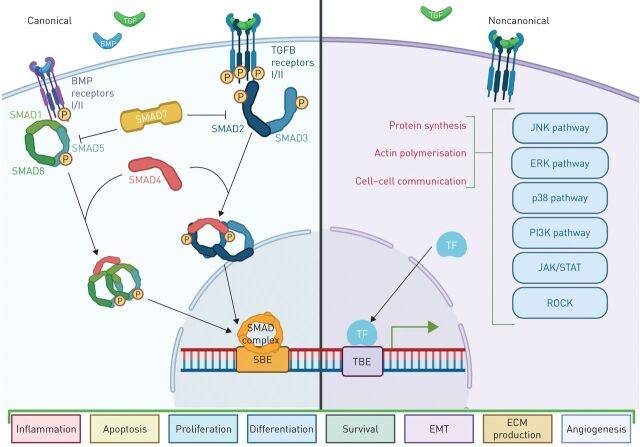 Canonical
TGF
BMP
TGFB
receptors
I/II
P
P
P
P
BMP
receptors
I/II
P
SMAD1
SMAD7
SMAD2
P
SMAD3
SMAD5
P
SMAD8
SMAD4
P
P
P
P
SMAD
complex
SBE
TGF
Noncanonical
Protein synthesis
Actin polymerisation
Cell–cell communication
JNK pathway
ERK pathway
p38 pathway
PI3K pathway
JAK/STAT
ROCK
TF
TF
TBE
Inflammation
Apoptosis
Proliferation
Differentiation
Survival
EMT
ECM
production
Angiogenesis